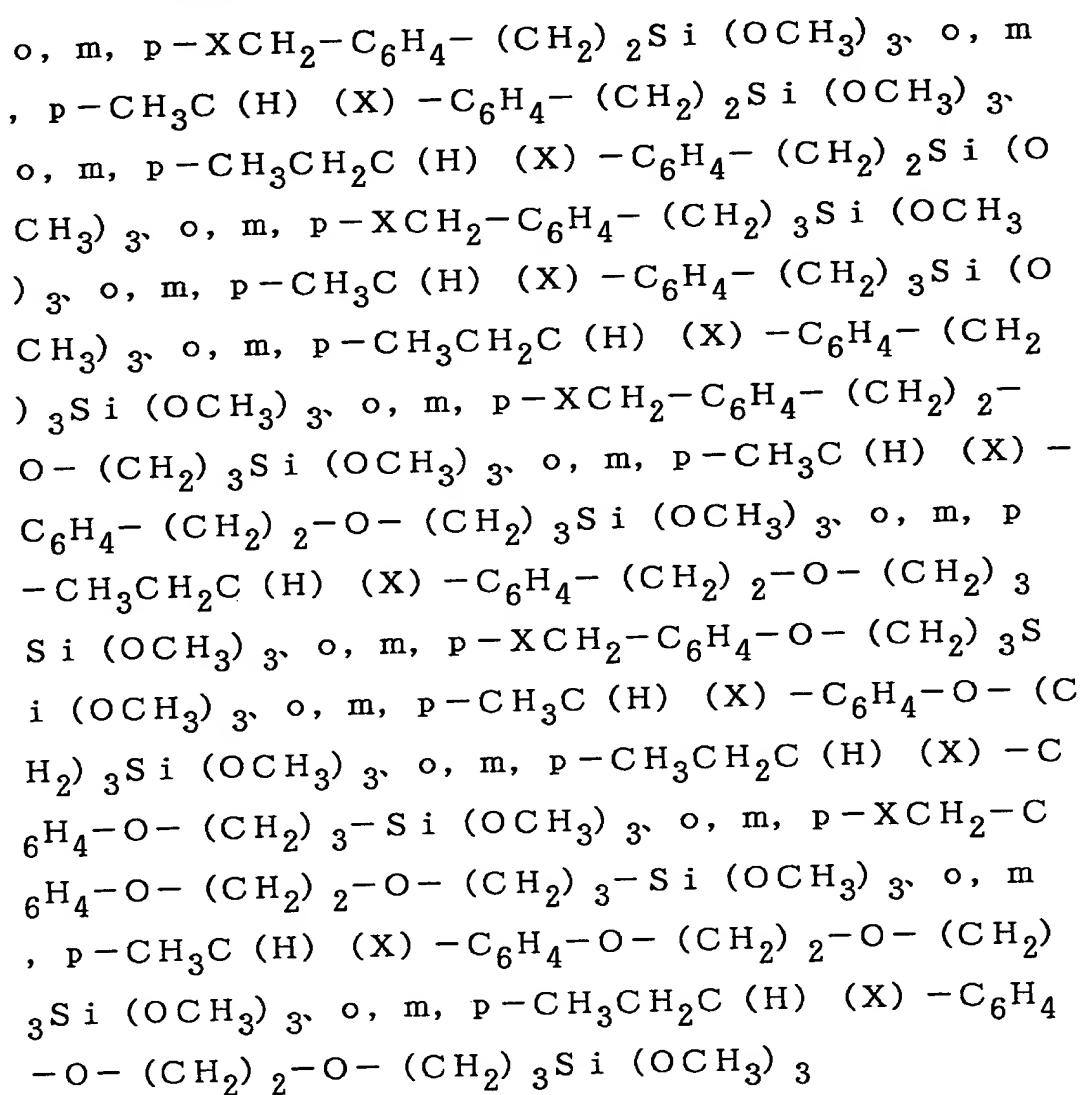 o, m, p－XCH₂－C₆H₄－ (CH₂) ₂Si (OCH₃) ₃、o, m
, p－CH₃C (H) (X) －C₆H₄－ (CH₂) ₂Si (OCH₃) ₃、
o, m, p－CH₃CH₂C (H) (X) －C₆H₄－ (CH₂) ₂Si (O
CH₃) ₃、o, m, p－XCH₂－C₆H₄－ (CH₂) ₃Si (OCH₃
) ₃、o, m, p－CH₃C (H) (X) －C₆H₄－ (CH₂) ₃Si (O
CH₃) ₃、o, m, p－CH₃CH₂C (H) (X) －C₆H₄－ (CH₂
) ₃Si (OCH₃) ₃、o, m, p－XCH₂－C₆H₄－ (CH₂) ₂－
O－ (CH₂) ₃Si (OCH₃) ₃、o, m, p－CH₃C (H) (X) －
C₆H₄－ (CH₂) ₂－O－ (CH₂) ₃Si (OCH₃) ₃、o, m, p
－CH₃CH₂C (H) (X) －C₆H₄－ (CH₂) ₂－O－ (CH₂) ₃
Si (OCH₃) ₃、o, m, p－XCH₂－C₆H₄－O－ (CH₂) ₃S
i (OCH₃) ₃、o, m, p－CH₃C (H) (X) －C₆H₄－O－ (C
H₂) ₃Si (OCH₃) ₃、o, m, p－CH₃CH₂C (H) (X) －C
₆H₄－O－ (CH₂) ₃－Si (OCH₃) ₃、o, m, p－XCH₂－C
₆H₄－O－ (CH₂) ₂－O－ (CH₂) ₃－Si (OCH₃) ₃、o, m
, p－CH₃C (H) (X) －C₆H₄－O－ (CH₂) ₂－O－ (CH₂)
₃Si (OCH₃) ₃、o, m, p－CH₃CH₂C (H) (X) －C₆H₄
－O－ (CH₂) ₂－O－ (CH₂) ₃Si (OCH₃) ₃